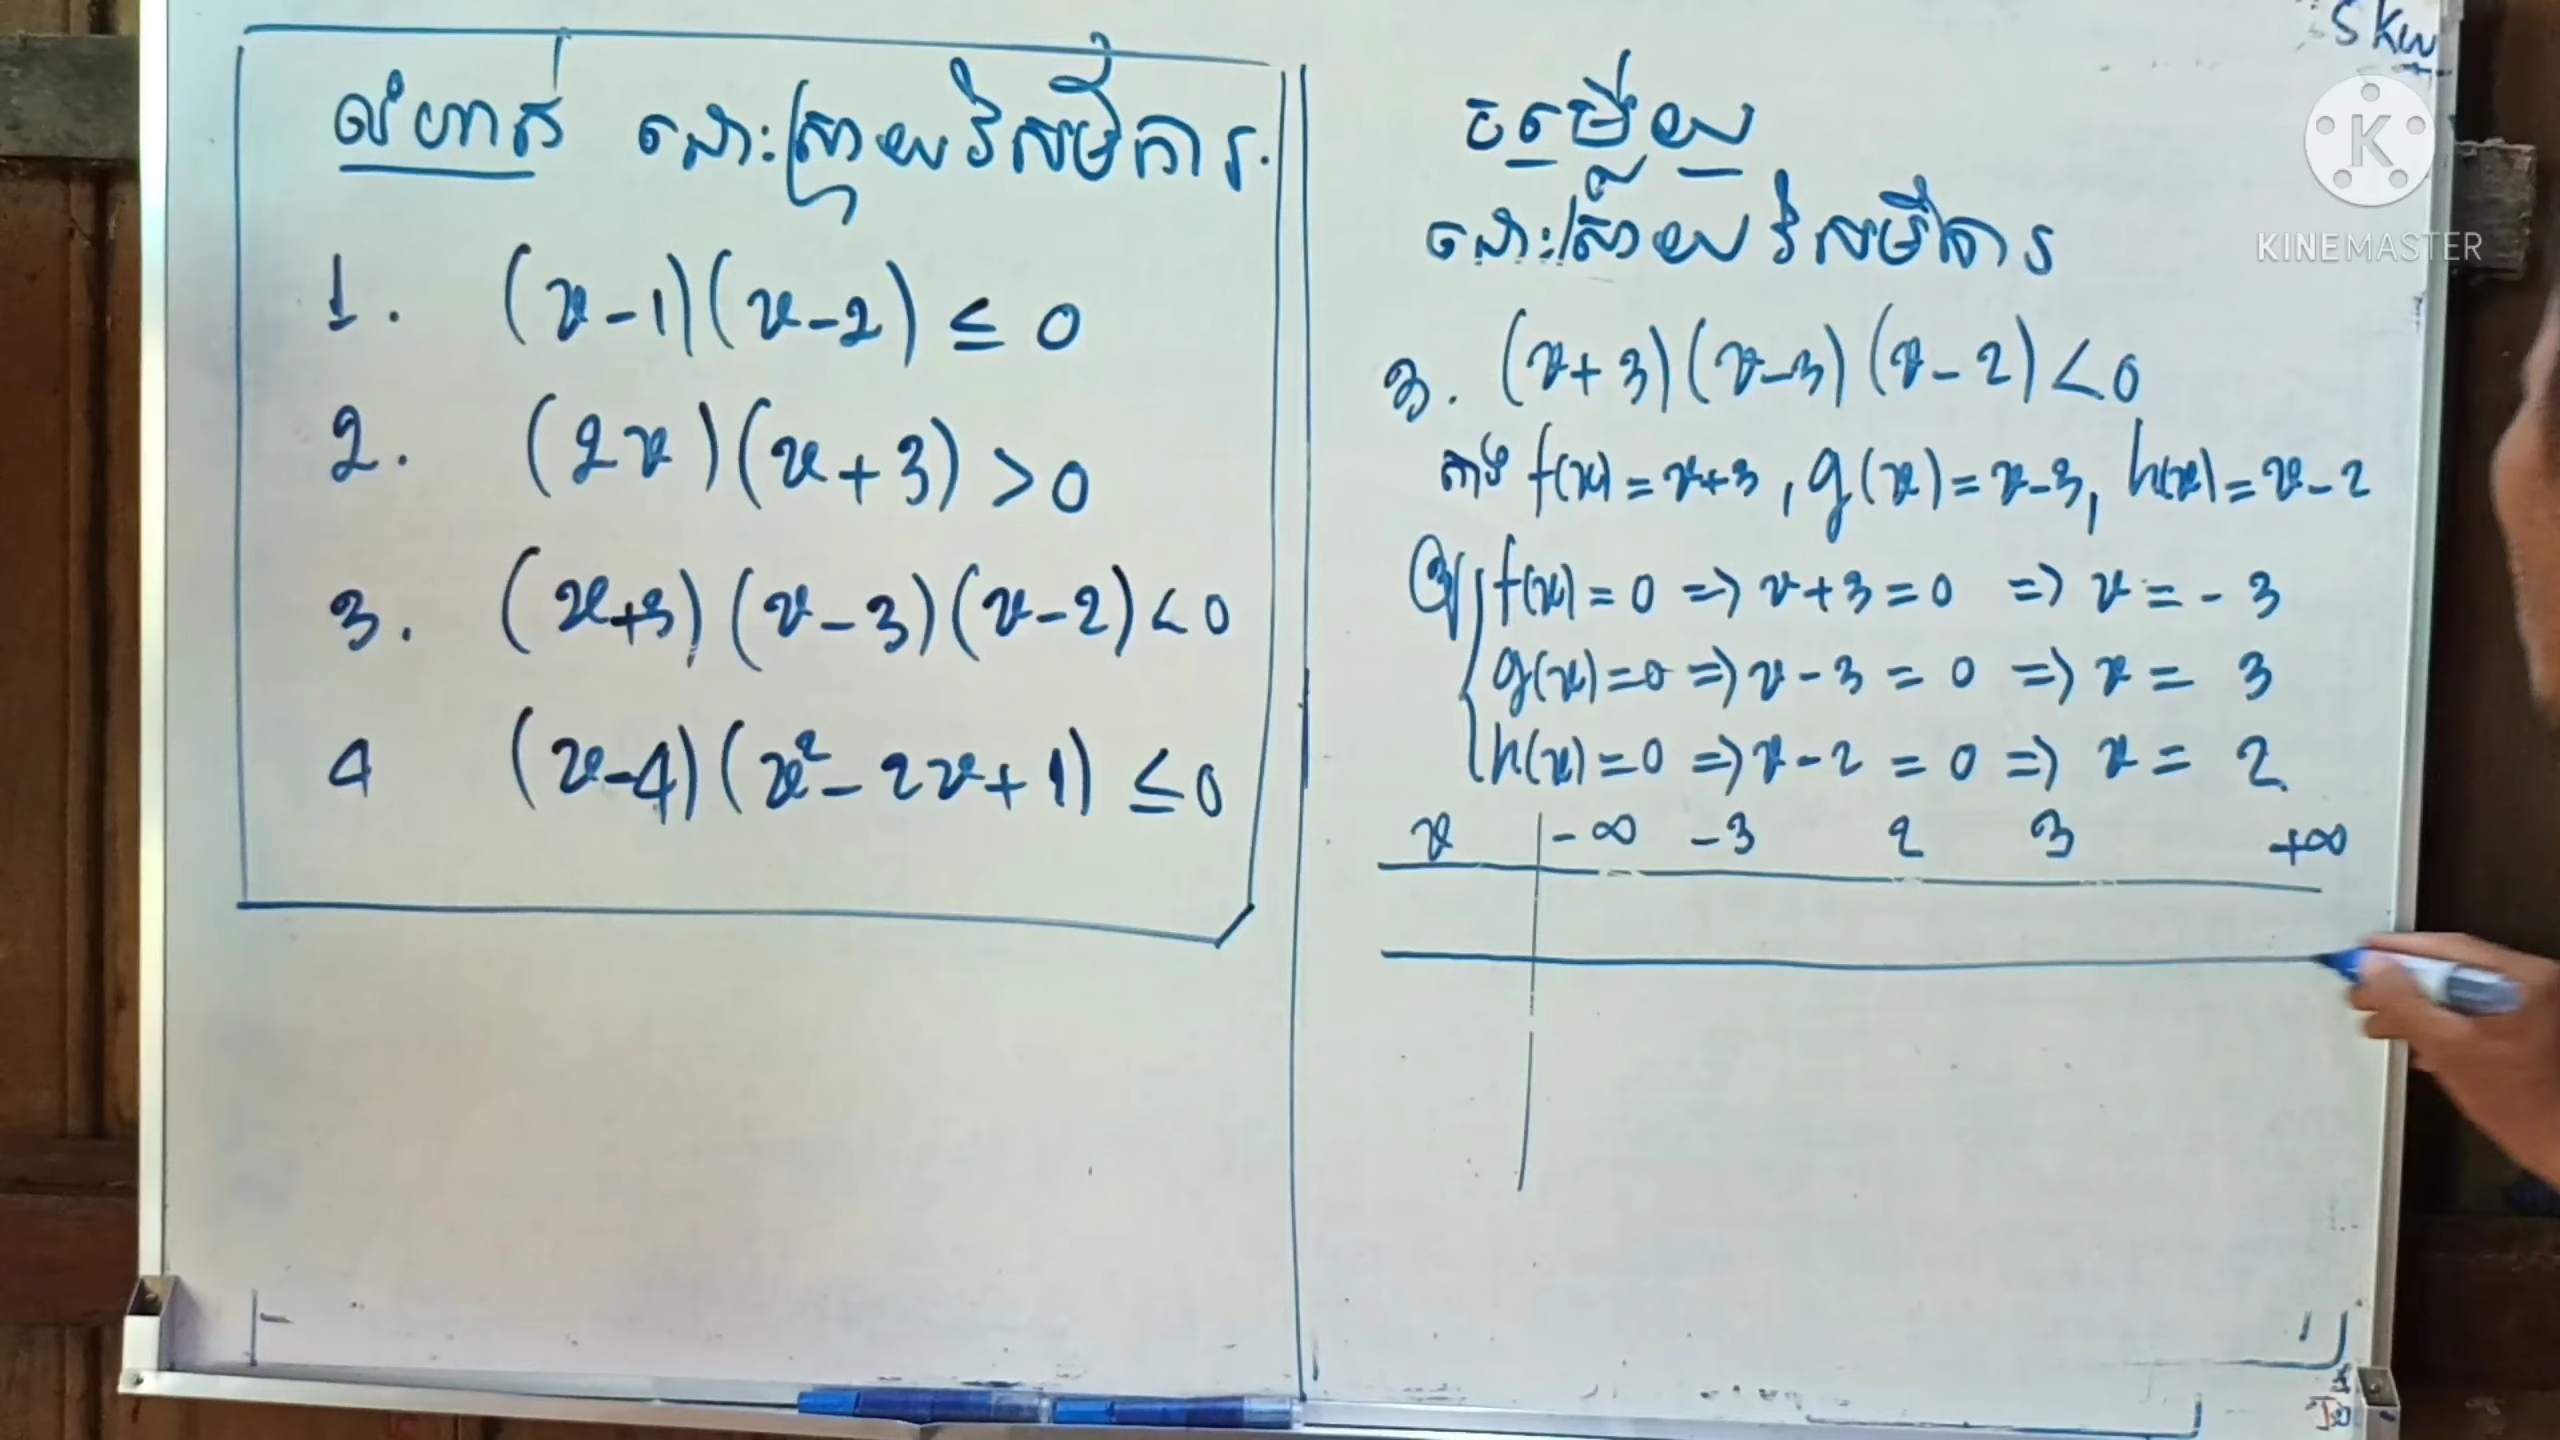 លំហាត់ ដោះស្រាយវិសមីការ.
1. (x-1)(x-2) ≤ 0
2. (2x)(x+3) > 0
3. (x+3)(x-3)(x-2) < 0
4 (x-4)(x²-2x+1) ≤ 0
ចម្លើយ
ដោះស្រាយវិសមីការ
3. (x+3)(x-3)(x-2) < 0
តាង f(x) = x+3, g(x) = x-3, h(x) = x-2
បើ f(x) = 0 => x+3 = 0 => x = -3
g(x) = 0 => x-3 = 0 => x = 3
h(x) = 0 => x-2 = 0 => x = 2
x -∞ -3 2 3 +∞
KINEMASTER